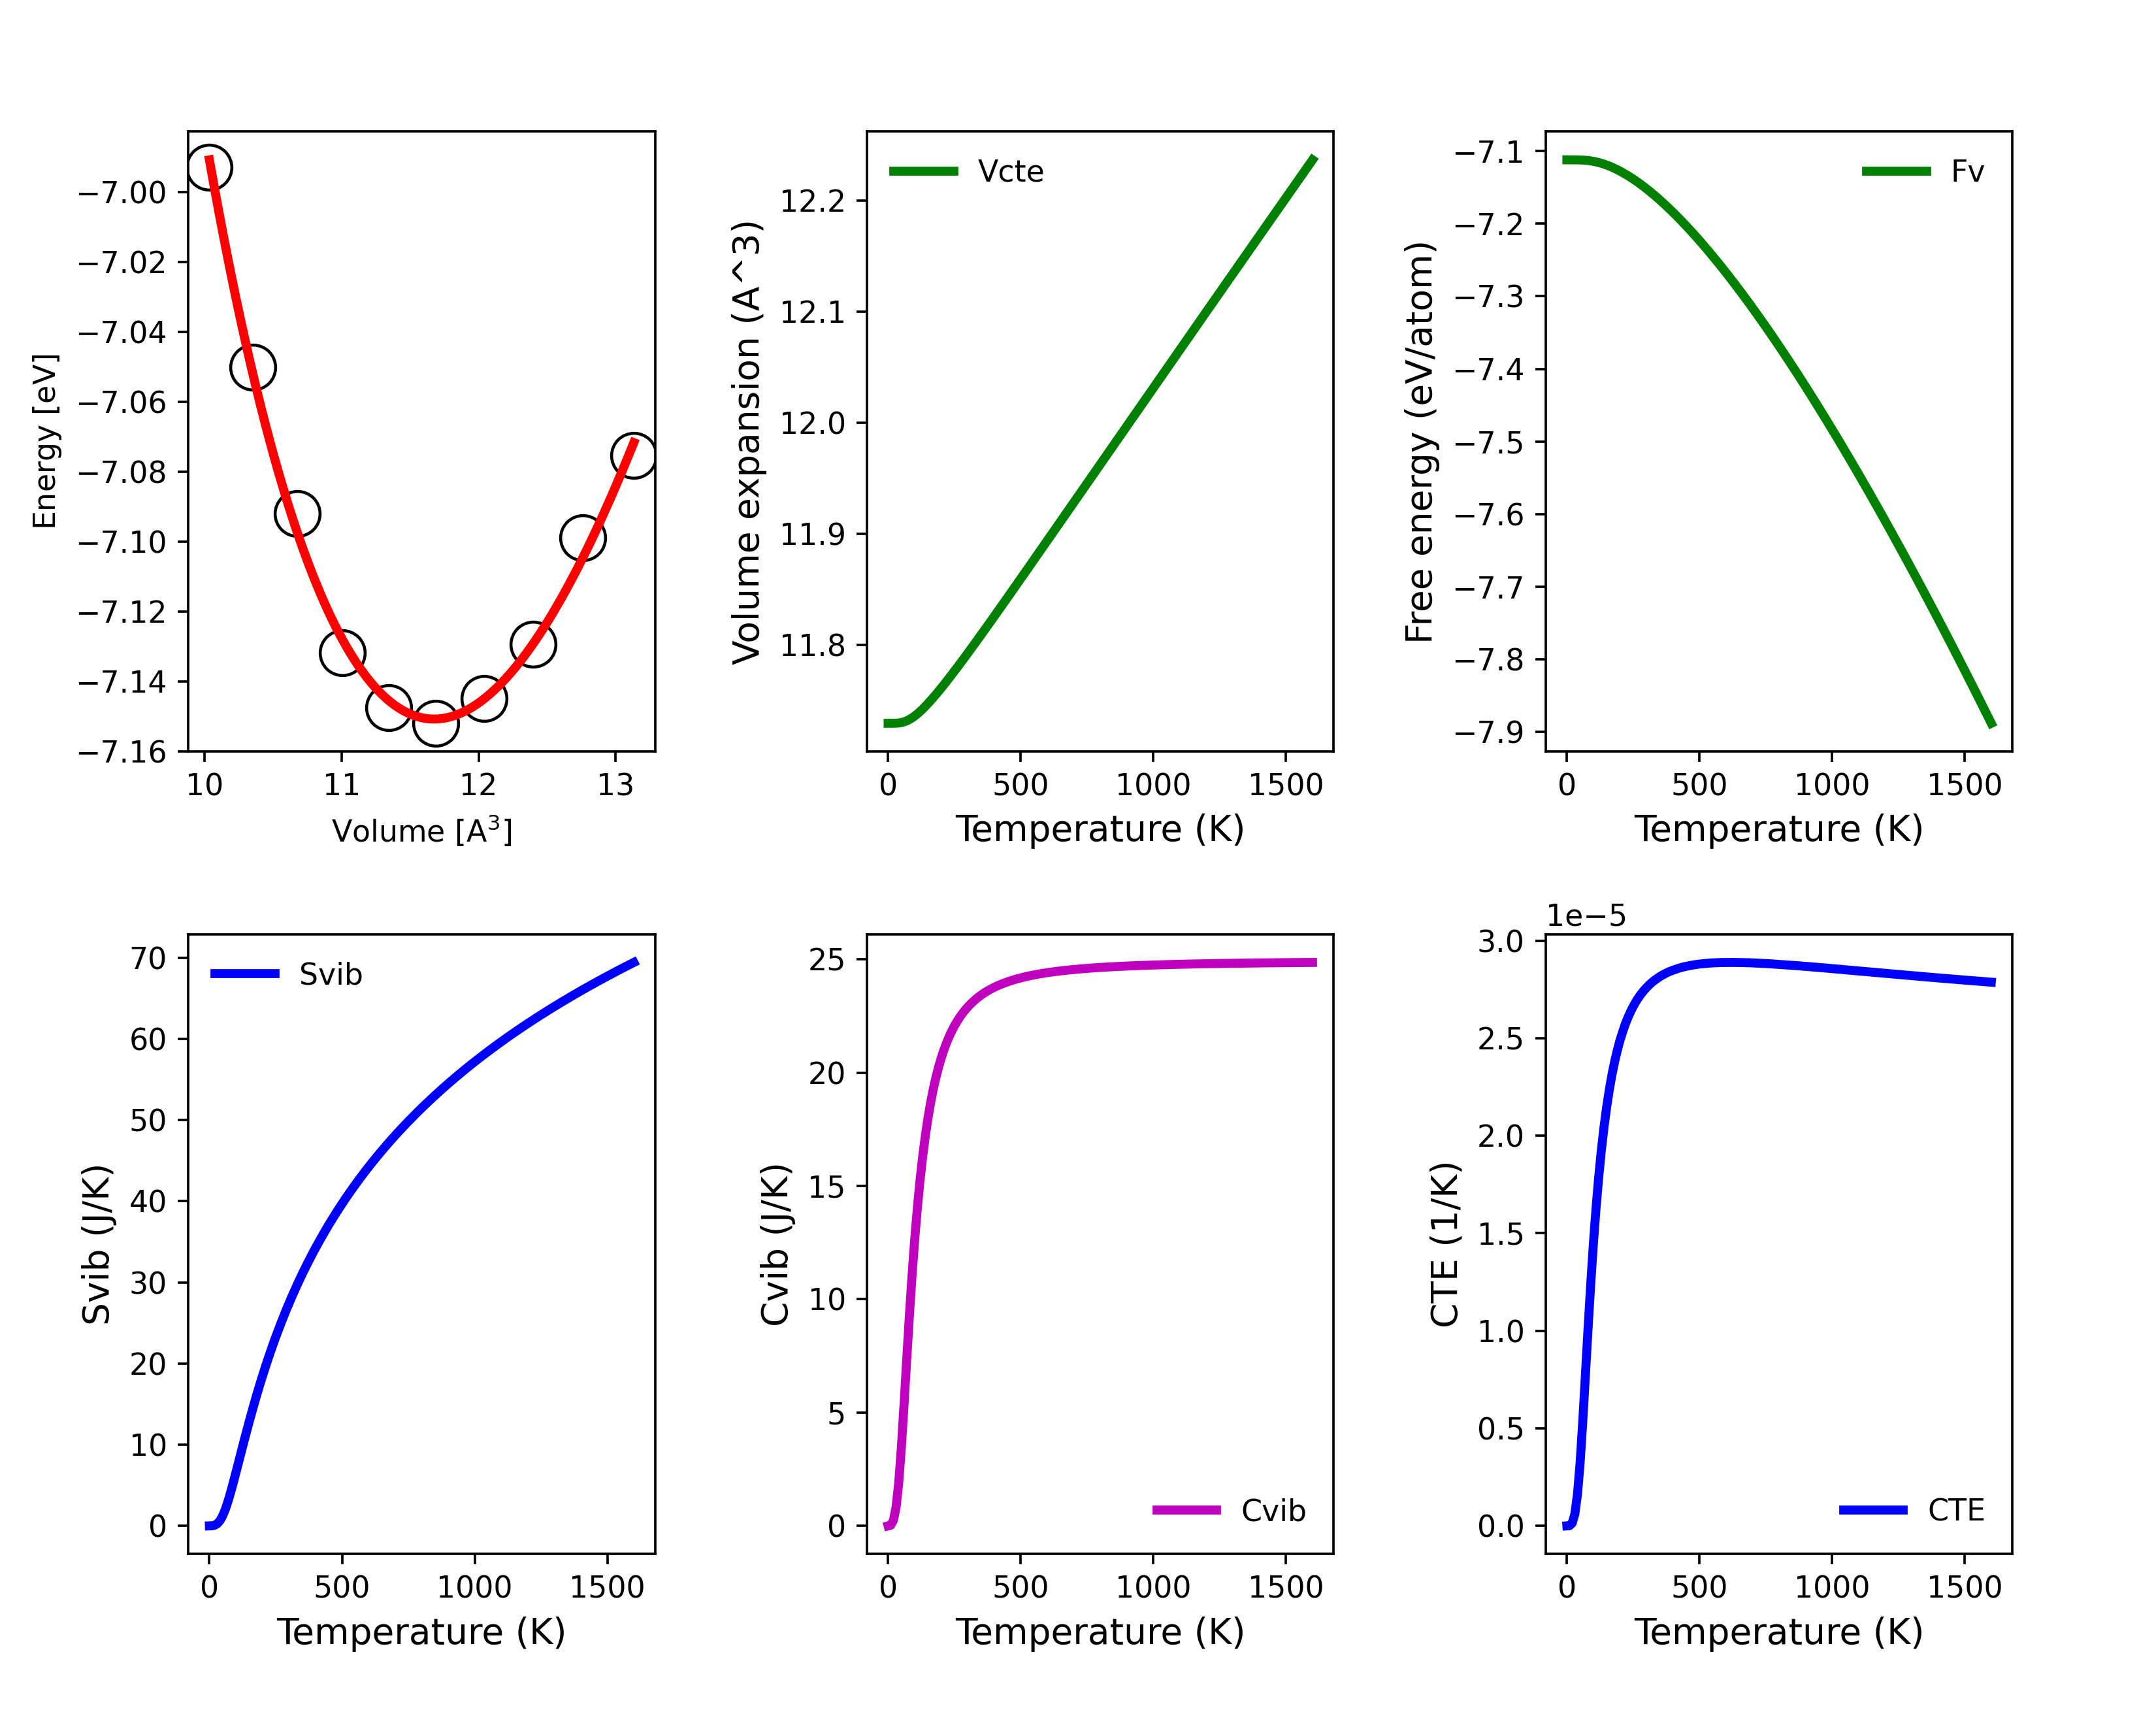 −7.00
−7.02
−7.04
−7.06
−7.08
−7.10
−7.12
−7.14
−7.16
Energy [eV]
10 11 12 13
Volume [A³]
Vcte
12.2
12.1
12.0
11.9
11.8
Volume expansion (A^3)
0 500 1000 1500
Temperature (K)
Fv
−7.1
−7.2
−7.3
−7.4
−7.5
−7.6
−7.7
−7.8
−7.9
Free energy (eV/atom)
0 500 1000 1500
Temperature (K)
Svib
70
60
50
40
30
20
10
0
Svib (J/K)
0 500 1000 1500
Temperature (K)
25
20
15
10
5
0
Cvib (J/K)
Cvib
0 500 1000 1500
Temperature (K)
1e−5
3.0
2.5
2.0
1.5
1.0
0.5
0.0
CTE (1/K)
CTE
0 500 1000 1500
Temperature (K)